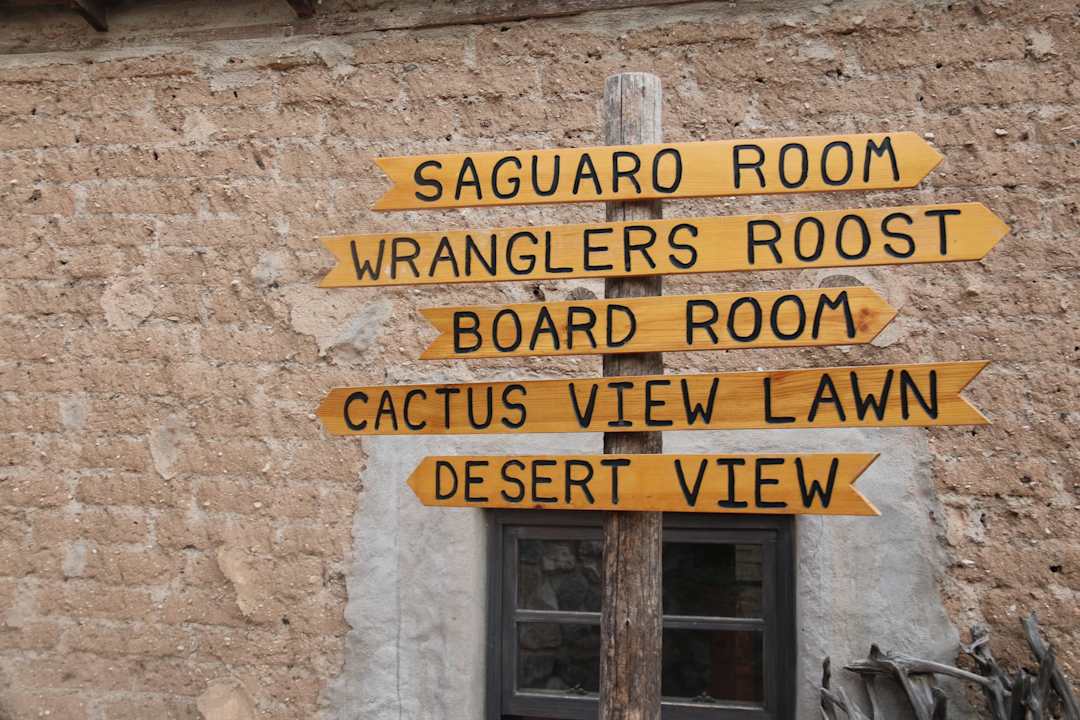 SAGUARO ROOM
WRANGLERS ROOST
BOARD ROOM
CACTUS VIEW LAWN
DESERT VIEW